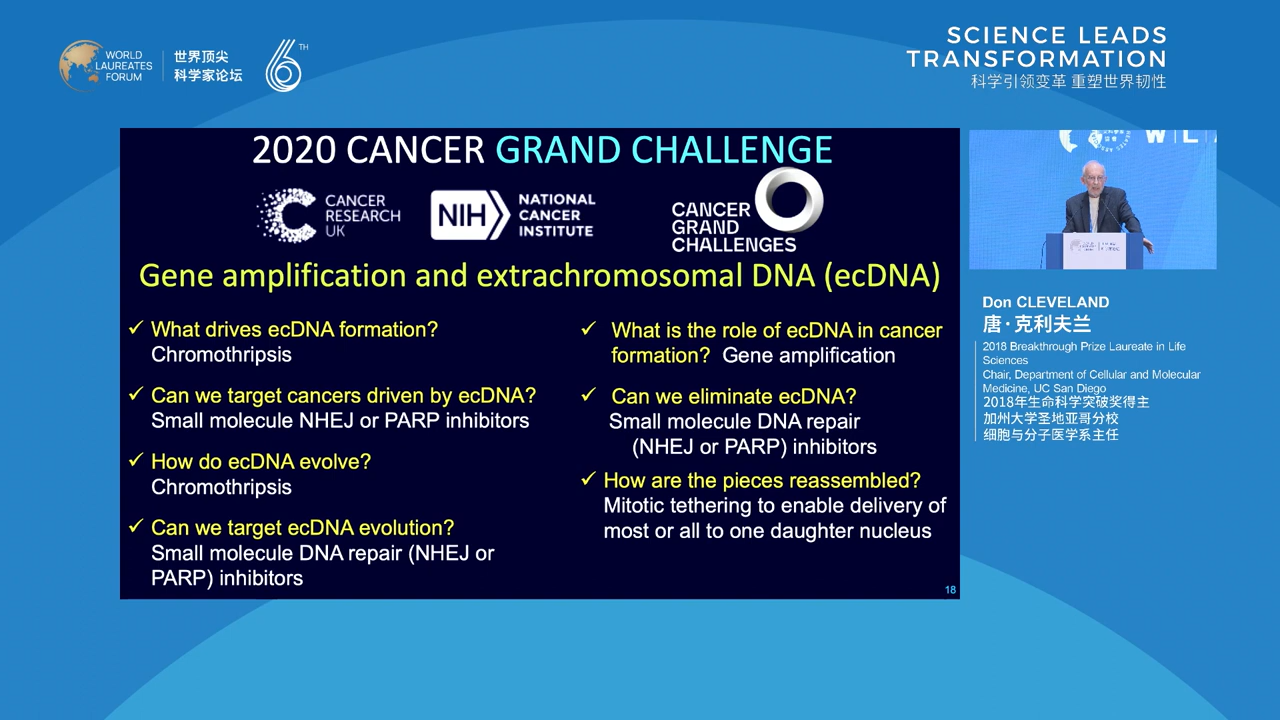 WORLD
LAUREATES
FORUM
世界顶尖
科学家论坛
6
TH
SCIENCE LEADS
TRANSFORMATION
科学引领变革 重塑世界韧性
2020 CANCER GRAND CHALLENGE
CANCER
RESEARCH
UK
NIH
NATIONAL
CANCER
INSTITUTE
CANCER
GRAND
CHALLENGES
Gene amplification and extrachromosomal DNA (ecDNA)
✓ What drives ecDNA formation?
Chromothripsis
✓ Can we target cancers driven by ecDNA?
Small molecule NHEJ or PARP inhibitors
✓ How do ecDNA evolve?
Chromothripsis
✓ Can we target ecDNA evolution?
Small molecule DNA repair (NHEJ or
PARP) inhibitors
✓ What is the role of ecDNA in cancer
formation? Gene amplification
✓ Can we eliminate ecDNA?
Small molecule DNA repair
(NHEJ or PARP) inhibitors
✓ How are the pieces reassembled?
Mitotic tethering to enable delivery of
most or all to one daughter nucleus
18
Don CLEVELAND
唐·克利夫兰
2018 Breakthrough Prize Laureate in Life
Sciences
Chair, Department of Cellular and Molecular
Medicine, UC San Diego
2018年生命科学突破奖得主
加州大学圣地亚哥分校
细胞与分子医学系主任